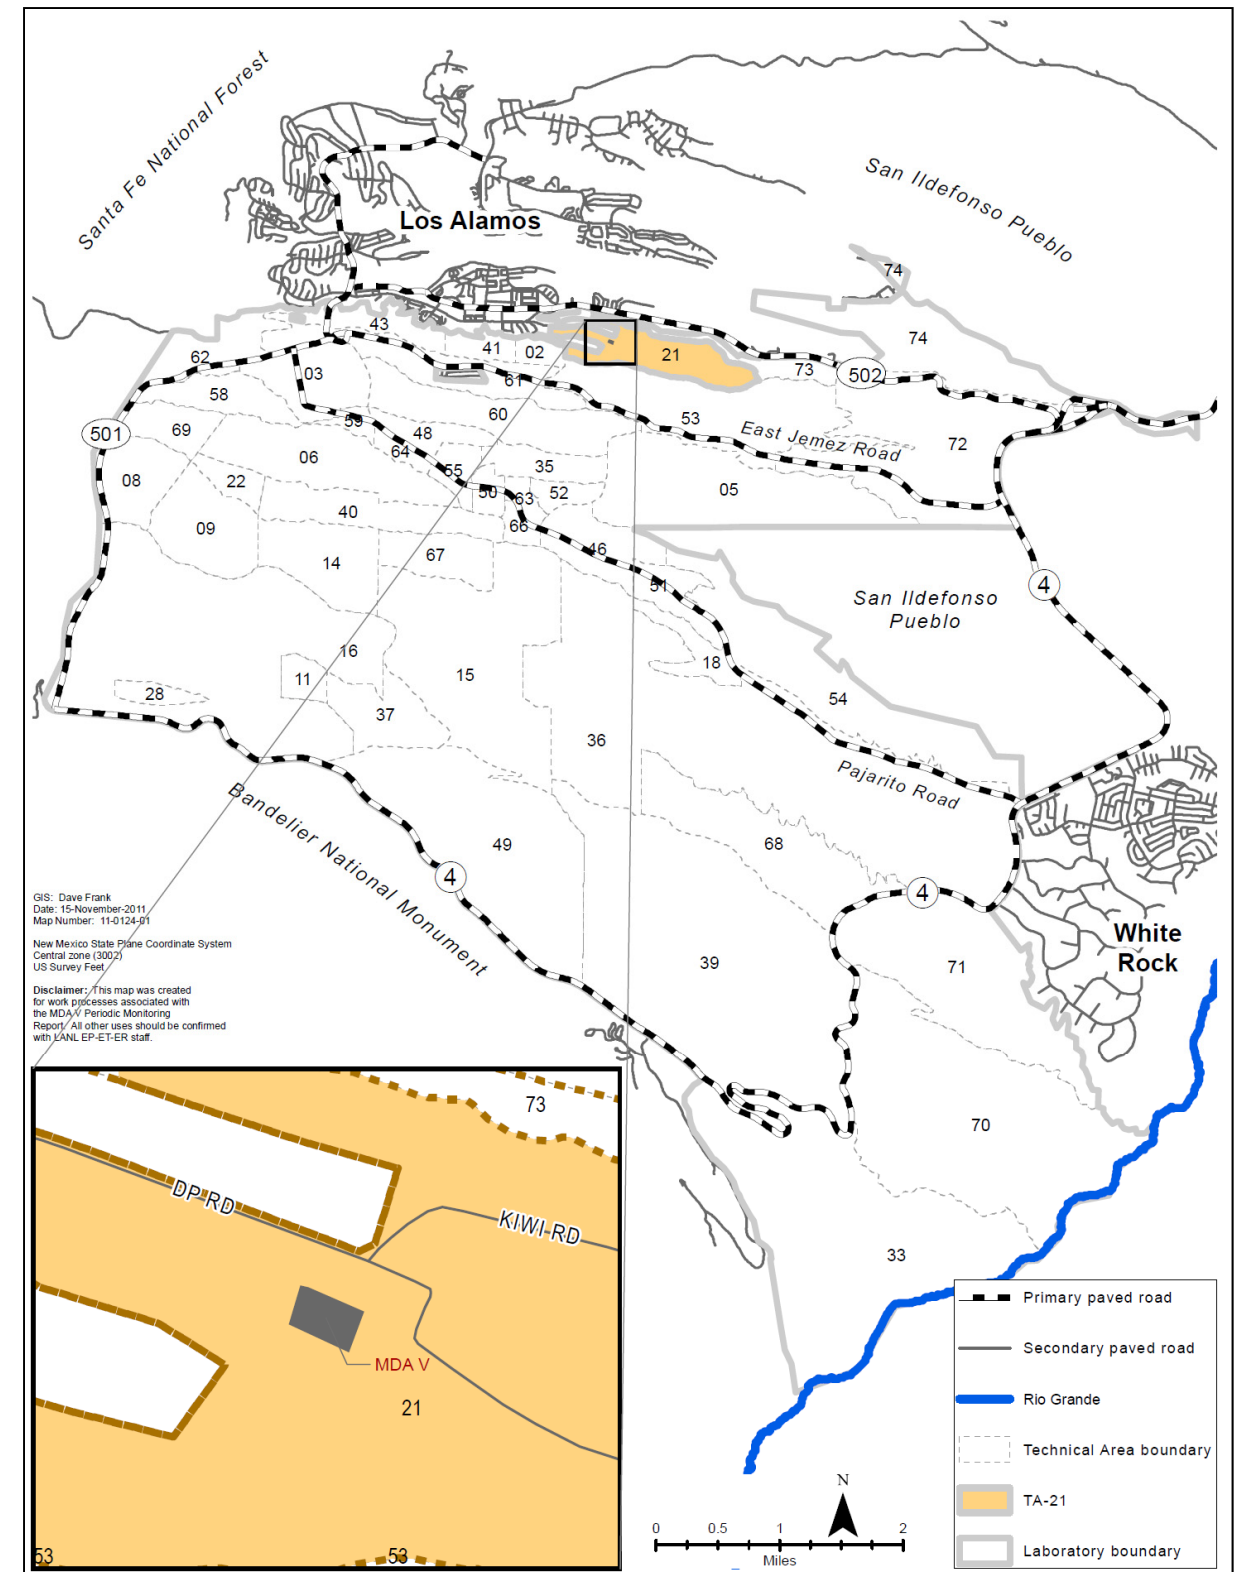 Santa Fe National Forest
San Ildefonso Pueblo
Los Alamos
74
74
43
41
02
21
73
502
62
03
61
58
59
60
53
East Jemez Road
72
501
69
48
64
06
55
35
08
22
50
63
52
05
09
40
66
46
14
67
51
4
San Ildefonso
Pueblo
16
18
11
15
28
54
37
36
Pajarito Road
Bandelier National Monument
49
68
4
4
White
Rock
39
71
70
33
GIS: Dave Frank
Date: 15-November-2011
Map Number: 11-0124-01
New Mexico State Plane Coordinate System
Central zone (3002)
US Survey Feet
Disclaimer: This map was created
for work processes associated with
the MDA V Periodic Monitoring
Report. All other uses should be confirmed
with LANL EP-ET-ER staff.
73
DP RD
KIWI RD
MDA V
21
53
53
Primary paved road
Secondary paved road
Rio Grande
Technical Area boundary
TA-21
Laboratory boundary
N
0 0.5 1 2
Miles